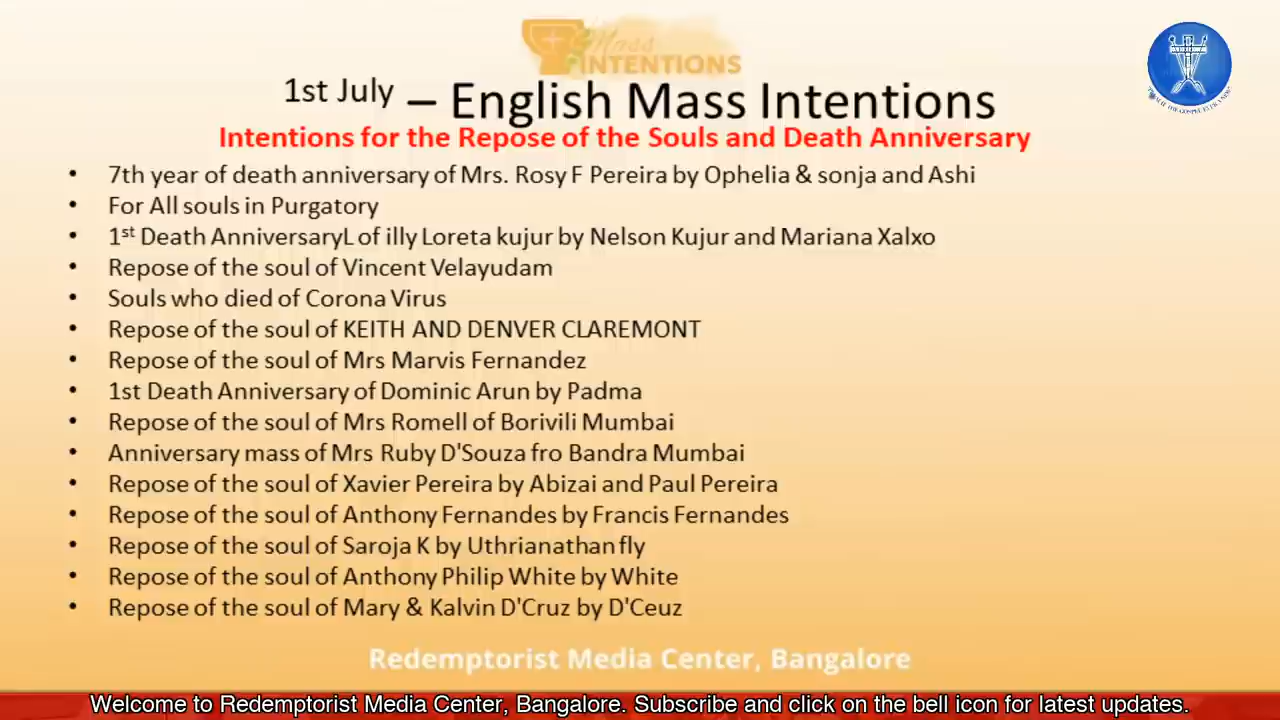 Mass
INTENTIONS
1st July – English Mass Intentions
Intentions for the Repose of the Souls and Death Anniversary
• 7th year of death anniversary of Mrs. Rosy F Pereira by Ophelia & sonja and Ashi
• For All souls in Purgatory
• 1st Death AnniversaryL of illy Loreta kujur by Nelson Kujur and Mariana Xalxo
• Repose of the soul of Vincent Velayudam
• Souls who died of Corona Virus
• Repose of the soul of KEITH AND DENVER CLAREMONT
• Repose of the soul of Mrs Marvis Fernandez
• 1st Death Anniversary of Dominic Arun by Padma
• Repose of the soul of Mrs Romell of Borivili Mumbai
• Anniversary mass of Mrs Ruby D'Souza fro Bandra Mumbai
• Repose of the soul of Xavier Pereira by Abizai and Paul Pereira
• Repose of the soul of Anthony Fernandes by Francis Fernandes
• Repose of the soul of Saroja K by Uthrianathan fly
• Repose of the soul of Anthony Philip White by White
• Repose of the soul of Mary & Kalvin D'Cruz by D'Ceuz
Redemptorist Media Center, Bangalore
Welcome to Redemptorist Media Center, Bangalore. Subscribe and click on the bell icon for latest updates.